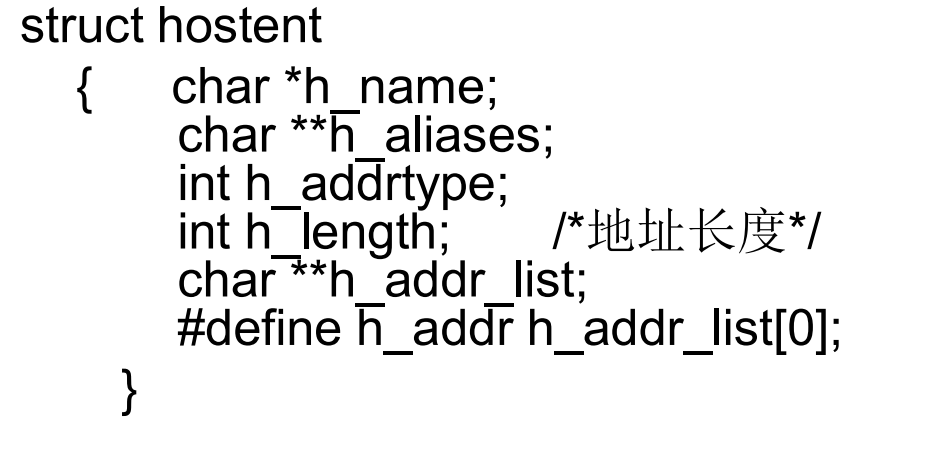 struct hostent
{ char *h_name;
char **h_aliases;
int h_addrtype;
int h_length; /*地址长度*/
char **h_addr_list;
#define h_addr h_addr_list[0];
}